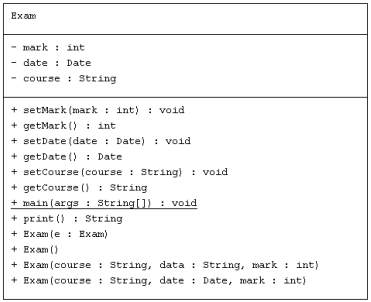 Exam
- mark : int
- date : Date
- course : String
+ setMark(mark : int) : void
+ getMark() : int
+ setDate(date : Date) : void
+ getDate() : Date
+ setCourse(course : String) : void
+ getCourse() : String
+ main(args : String[]) : void
+ print() : String
+ Exam(e : Exam)
+ Exam()
+ Exam(course : String, data : String, mark : int)
+ Exam(course : String, date : Date, mark : int)